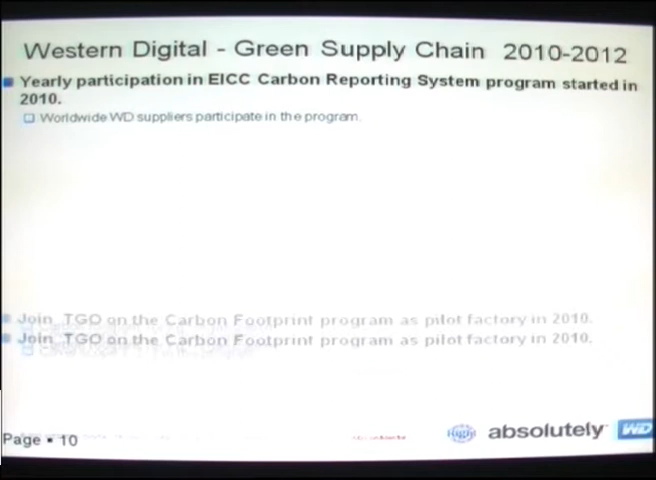 Western Digital - Green Supply Chain 2010-2012
Yearly participation in EICC Carbon Reporting System program started in
2010.
Worldwide WD suppliers participate in the program.
Join TGO on the Carbon Footprint program as pilot factory in 2010.
Join TGO on the Carbon Footprint program as pilot factory in 2010.
Page ▪ 10
absolutely WD